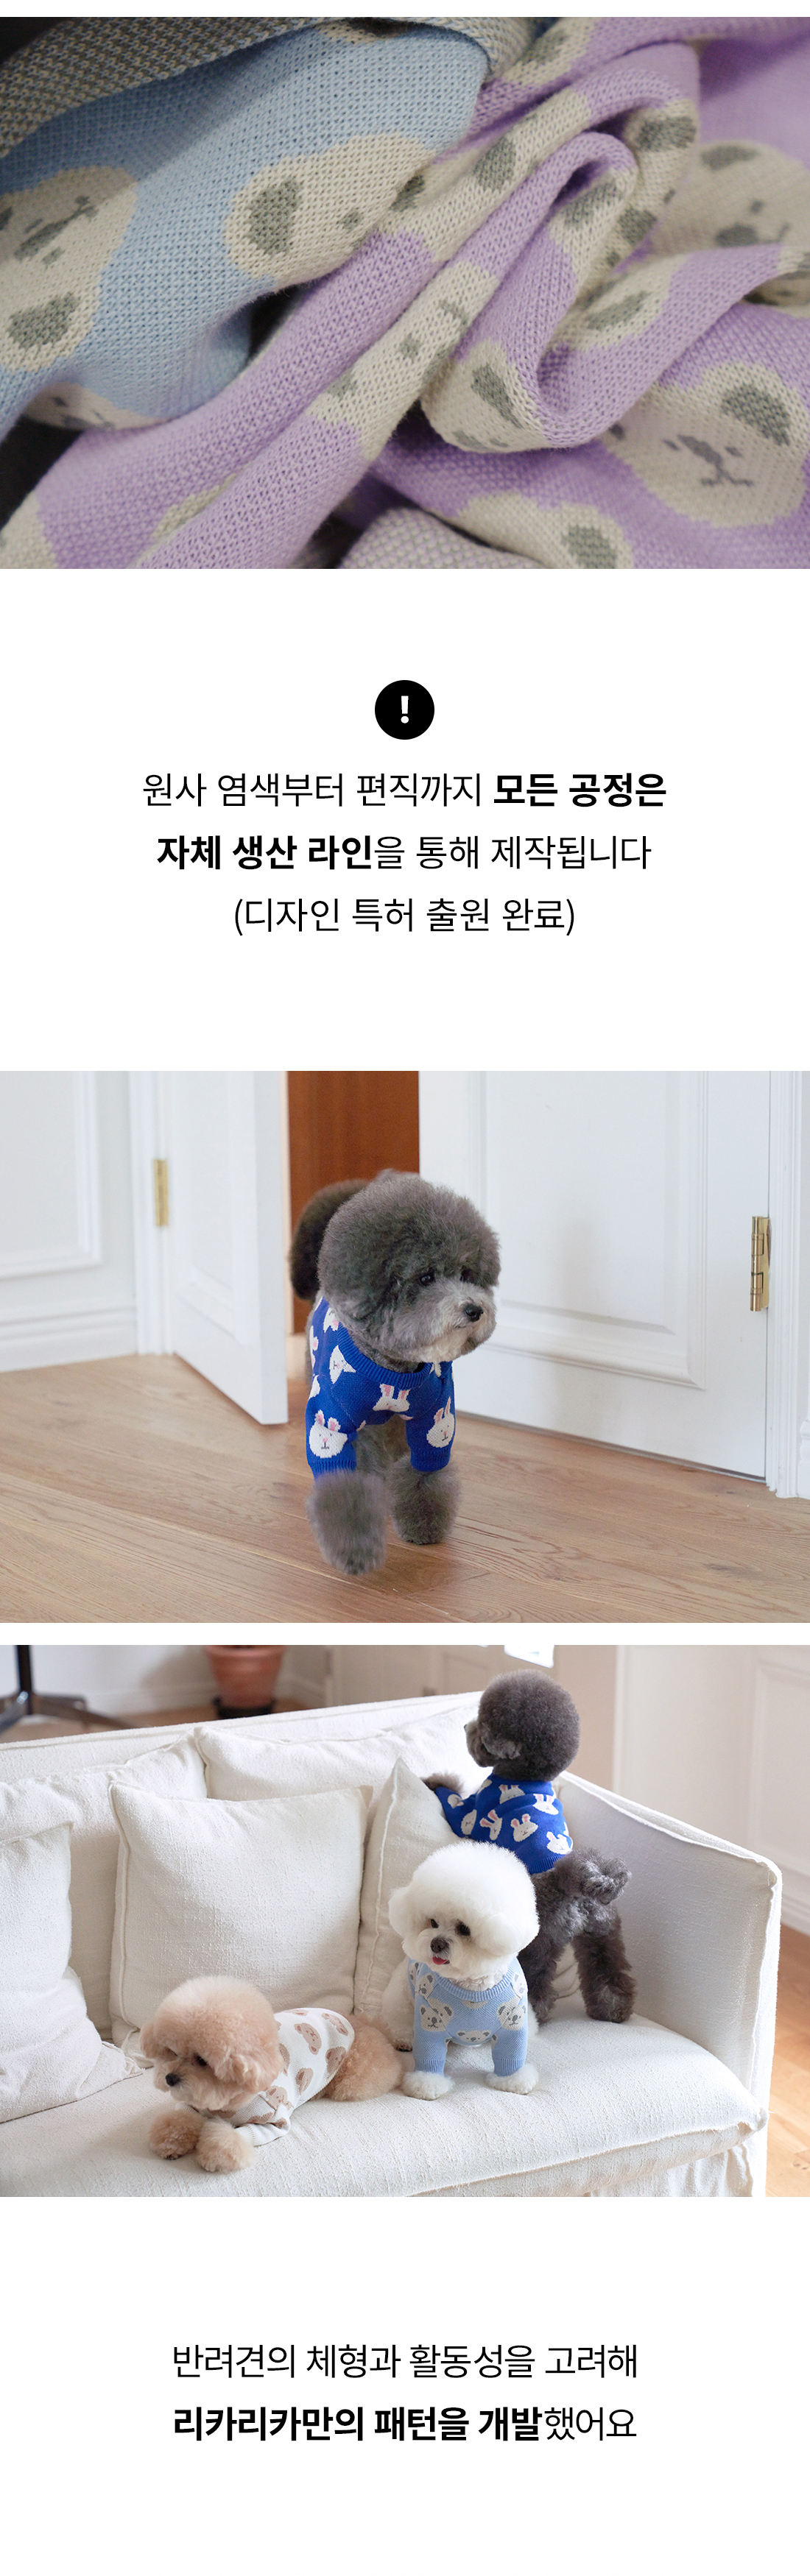 !
원사 염색부터 편직까지 모든 공정은
자체 생산 라인을 통해 제작됩니다
(디자인 특허 출원 완료)
반려견의 체형과 활동성을 고려해
리카리카만의 패턴을 개발했어요